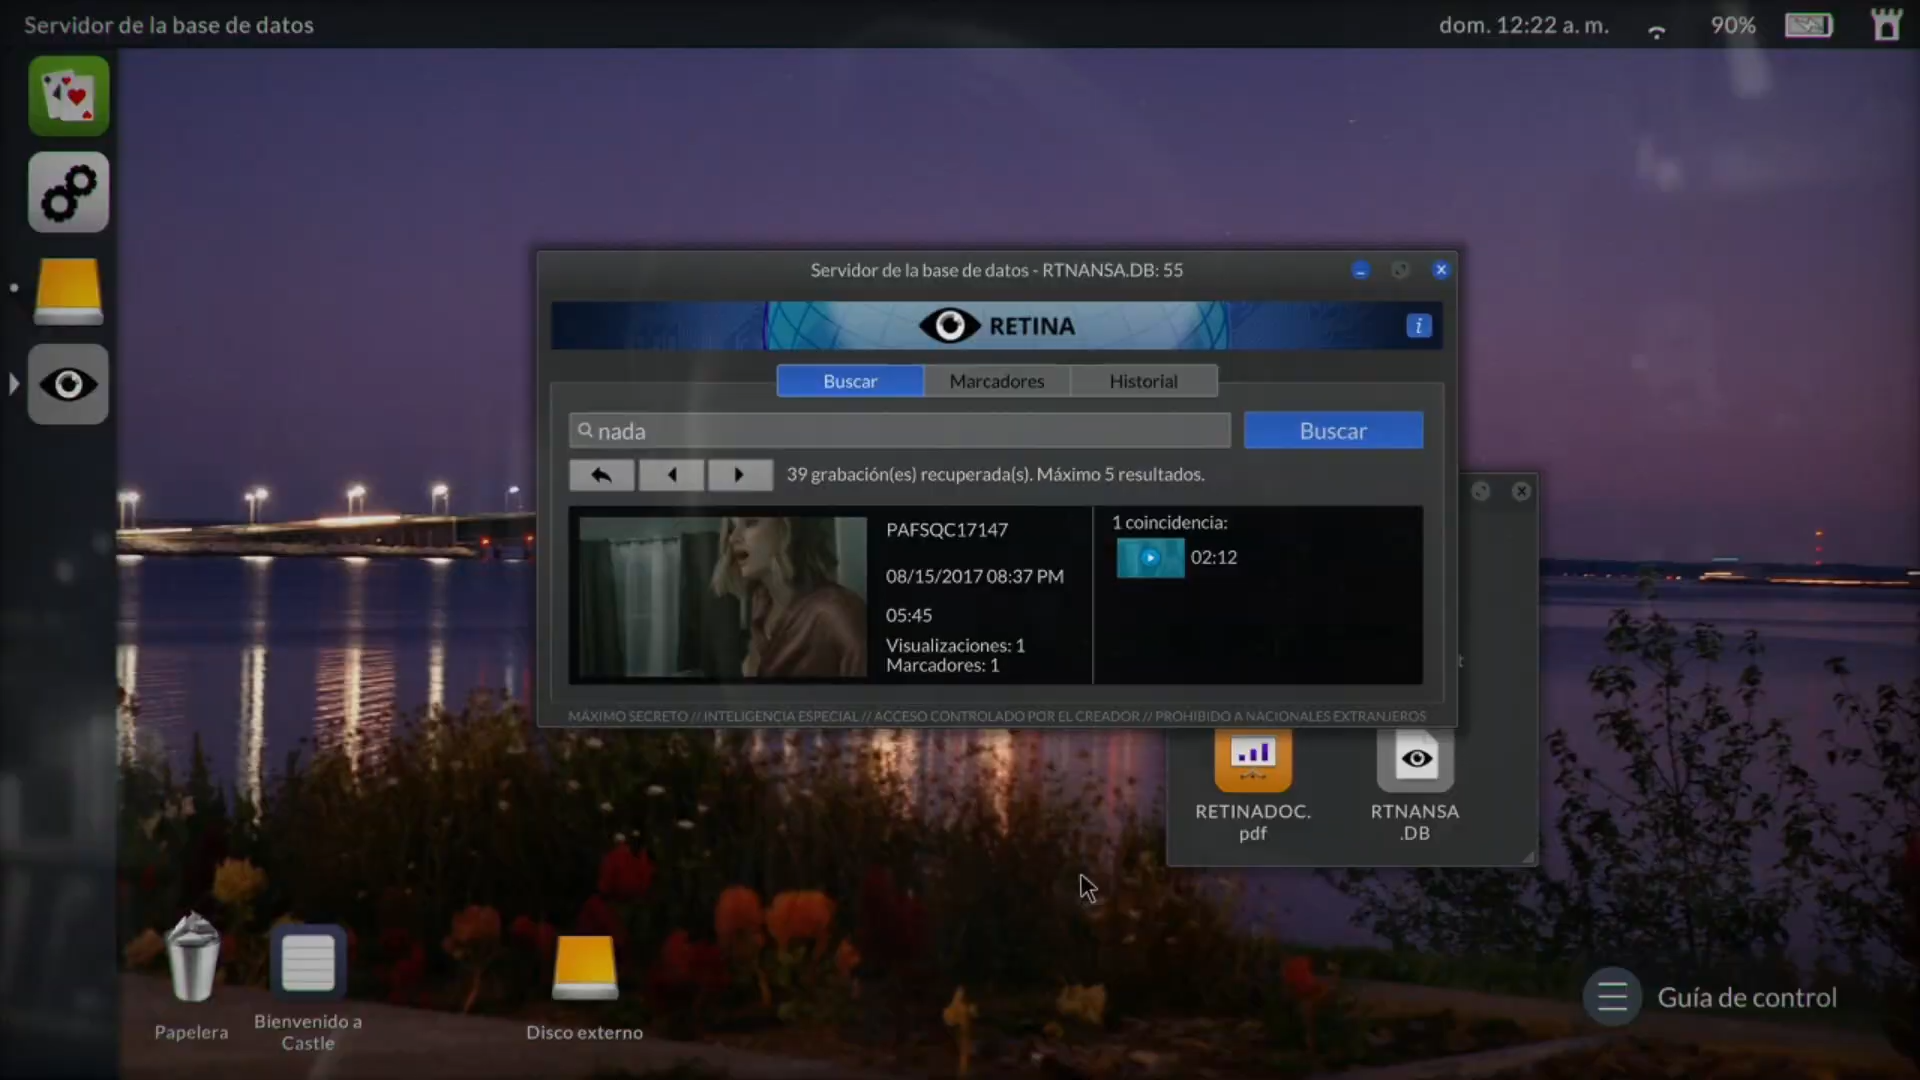 Servidor de la base de datos
dom. 12:22 a. m.
90%
Servidor de la base de datos - RTNANSA.DB: 55
RETINA
i
Buscar
Marcadores
Historial
nada
Buscar
39 grabación(es) recuperada(s). Máximo 5 resultados.
PAFSQC17147
08/15/2017 08:37 PM
05:45
Visualizaciones: 1
Marcadores: 1
1 coincidencia:
02:12
MÁXIMO SECRETO // INTELIGENCIA ESPECIAL // ACCESO CONTROLADO POR EL CREADOR // PROHIBIDO A NACIONALES EXTRANJEROS
RETINADOC.
pdf
RTNANSA
.DB
Papelera
Bienvenido a
Castle
Disco externo
Guía de control